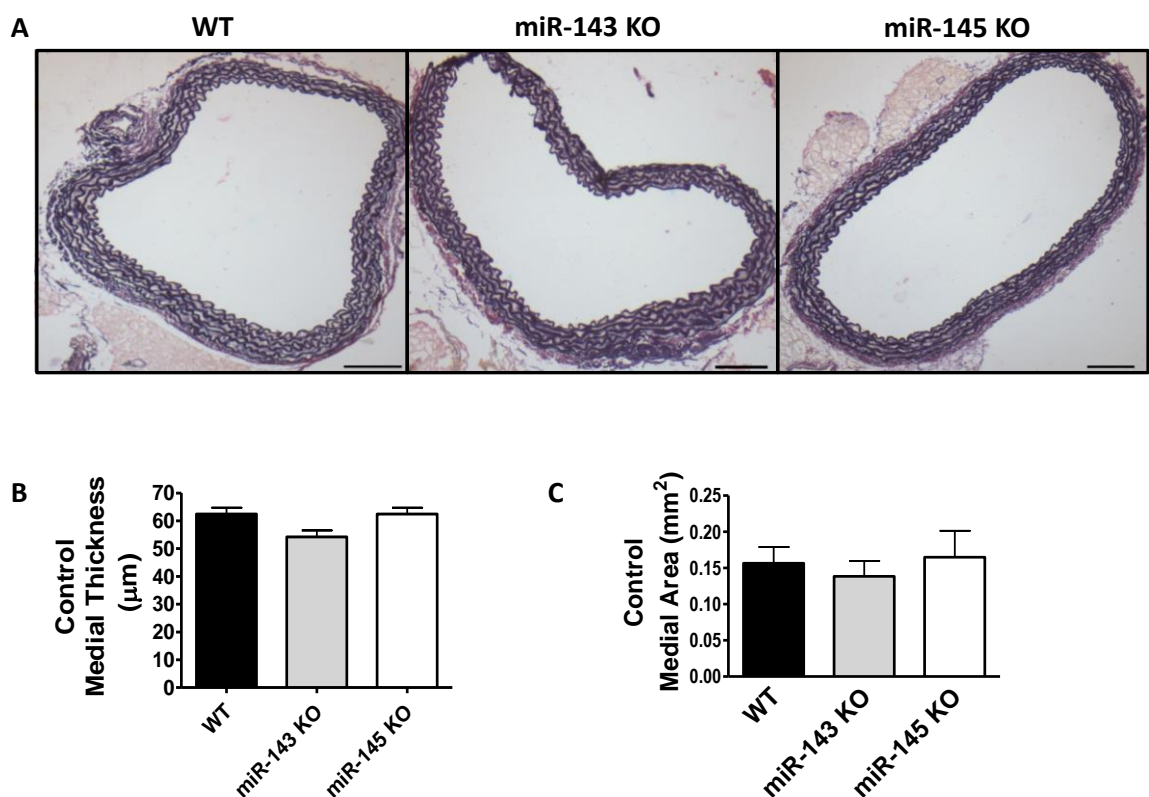 A
WT
miR-143 KO
miR-145 KO
B
Control
Medial Thickness
(μm)
70
60
50
40
30
20
10
0
WT
miR-143 KO
miR-145 KO
C
Control
Medial Area (mm²)
0.25
0.20
0.15
0.10
0.05
0.00
WT
miR-143 KO
miR-145 KO